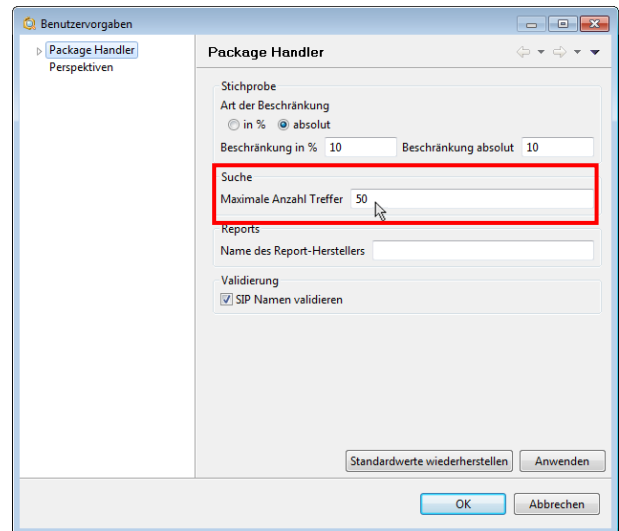 Benutzervorgaben
Package Handler
Perspektiven
Package Handler
Stichprobe
Art der Beschränkung
in % absolut
Beschränkung in % 10 Beschränkung absolut 10
Suche
Maximale Anzahl Treffer 50
Reports
Name des Report-Herstellers
Validierung
SIP Namen validieren
Standardwerte wiederherstellen Anwenden
OK Abbrechen